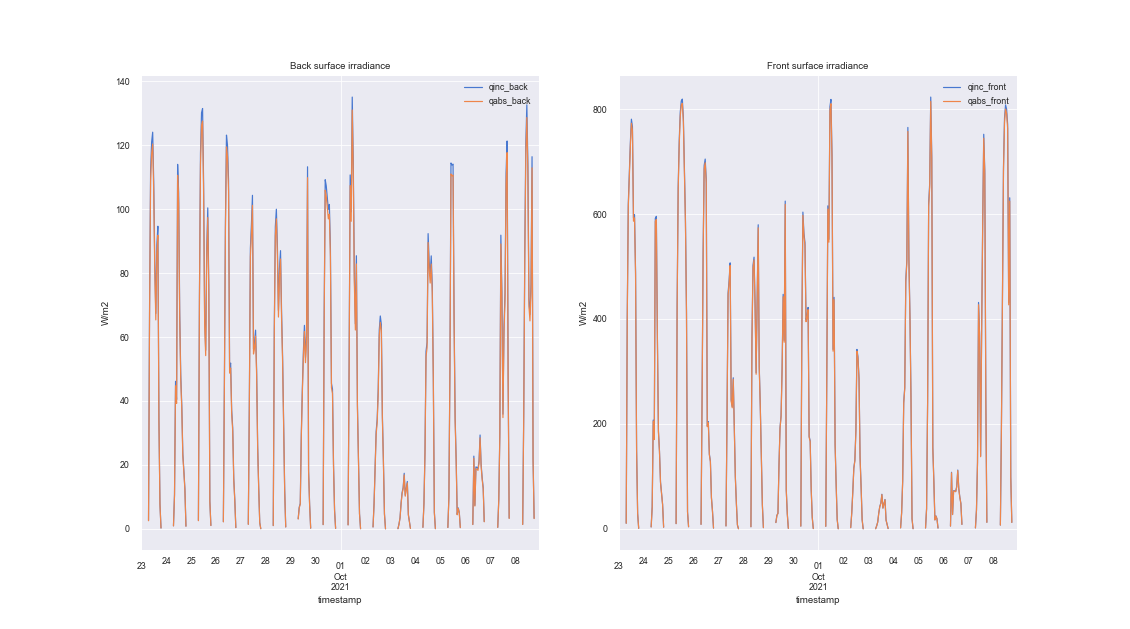 Back surface irradiance
140
120
100
80
60
40
20
0
W/m2
qinc_back
qabs_back
23 24 25 26 27 28 29 30 01 02 03 04 05 06 07 08
Oct
2021
timestamp
Front surface irradiance
800
600
400
200
0
W/m2
qinc_front
qabs_front
23 24 25 26 27 28 29 30 01 02 03 04 05 06 07 08
Oct
2021
timestamp